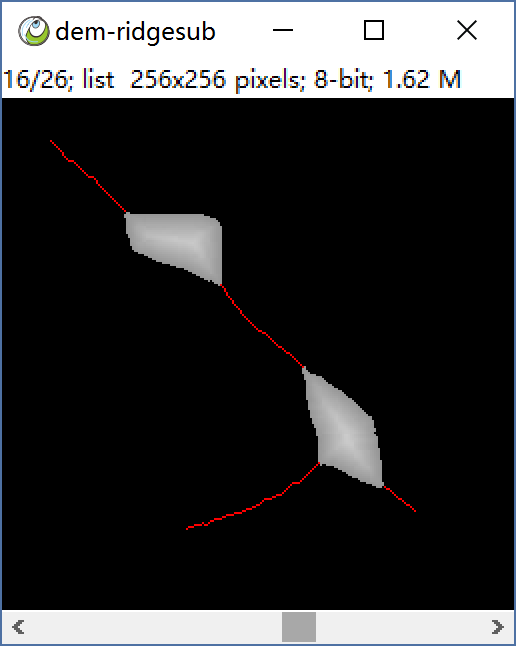 dem-ridgesub
16/26; list  256x256 pixels; 8-bit; 1.62 M